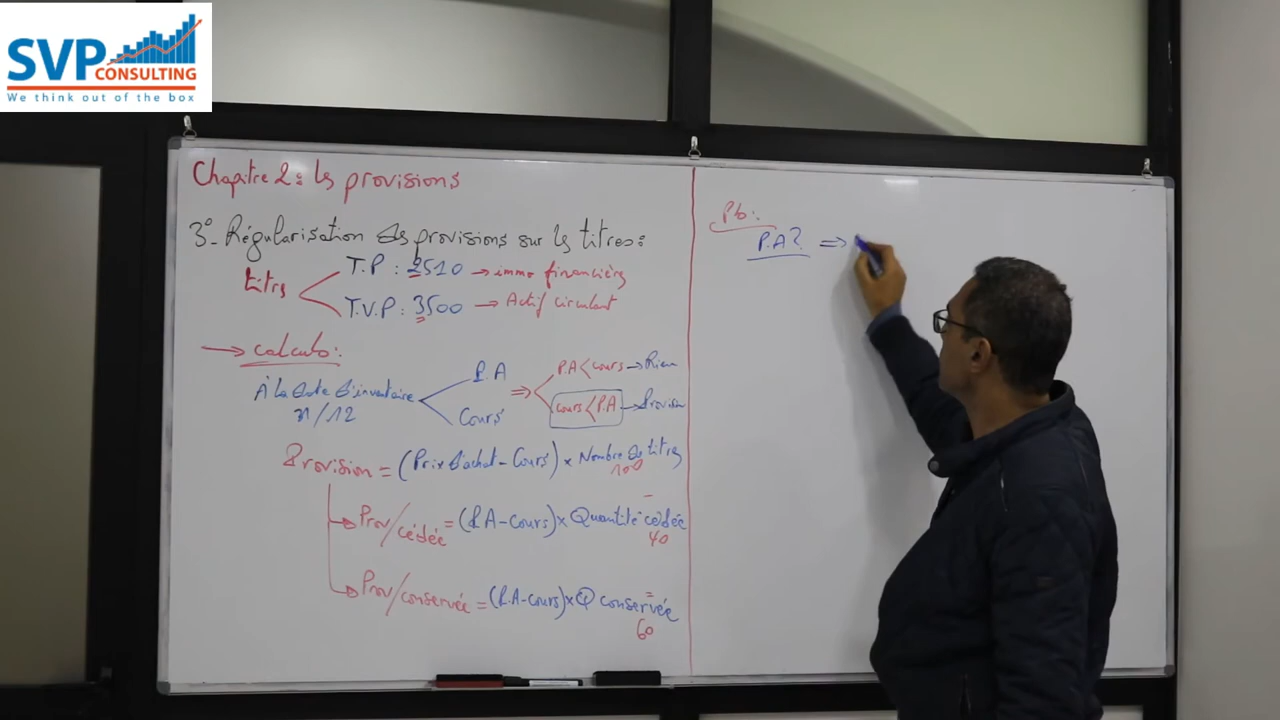 SVP
CONSULTING
We think out of the box
Chapitre 2: les provisions
3°- Régularisation des provisions sur les titres:
titres
T.P : 2510 → immo financières
T.V.P : 3500 → Actif circulant
→ calculs:
À la date d'inventaire
31/12
P.A
Cours
⇒
PA < cours → Rien
cours < P.A → Provision
Provision = (Prix d'achat - Cours) × Nombre de titres
100
Prov/cédée = (P.A - cours) × Quantité cédée
40
Prov/conservée = (P.A - cours) × Q conservée
60
Pb:
P.A? ⇒